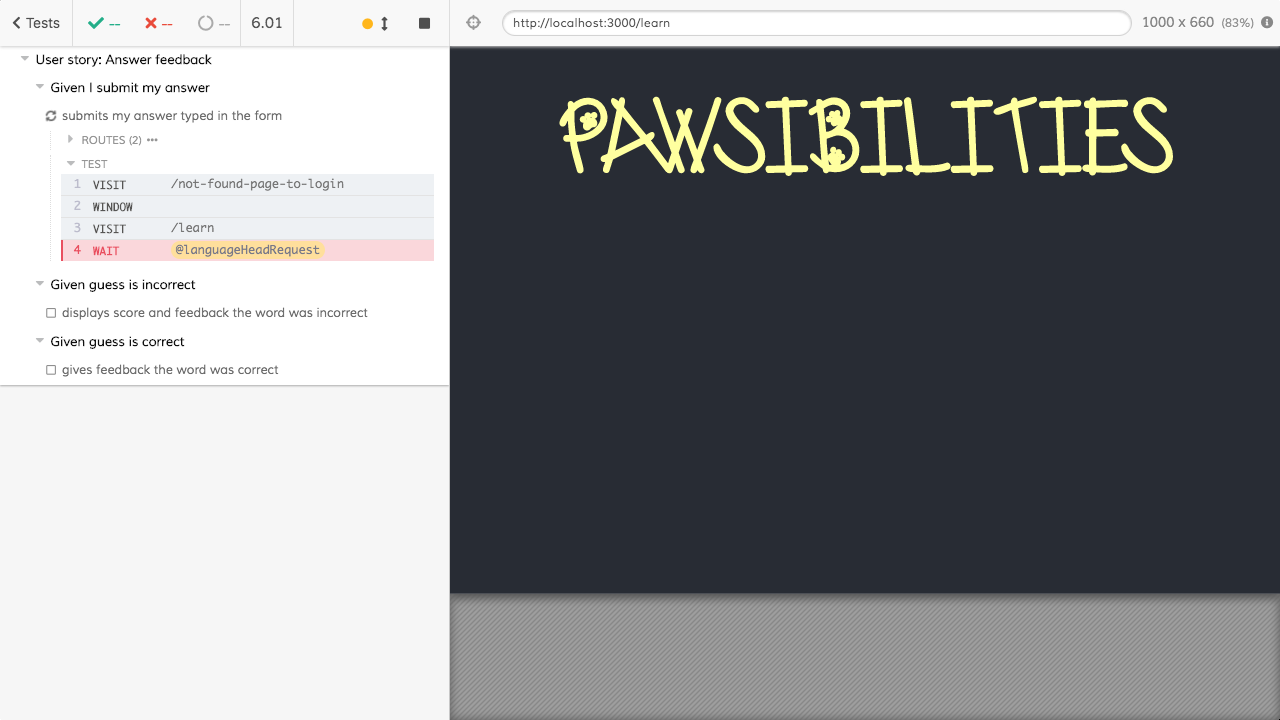 Tests -- -- -- 6.01
http://localhost:3000/learn 1000 x 660 (83%)
User story: Answer feedback
Given I submit my answer
submits my answer typed in the form
ROUTES (2) •••
TEST
1 VISIT /not-found-page-to-login
2 WINDOW
3 VISIT /learn
4 WAIT @languageHeadRequest
Given guess is incorrect
displays score and feedback the word was incorrect
Given guess is correct
gives feedback the word was correct
PAWSIBILITIES